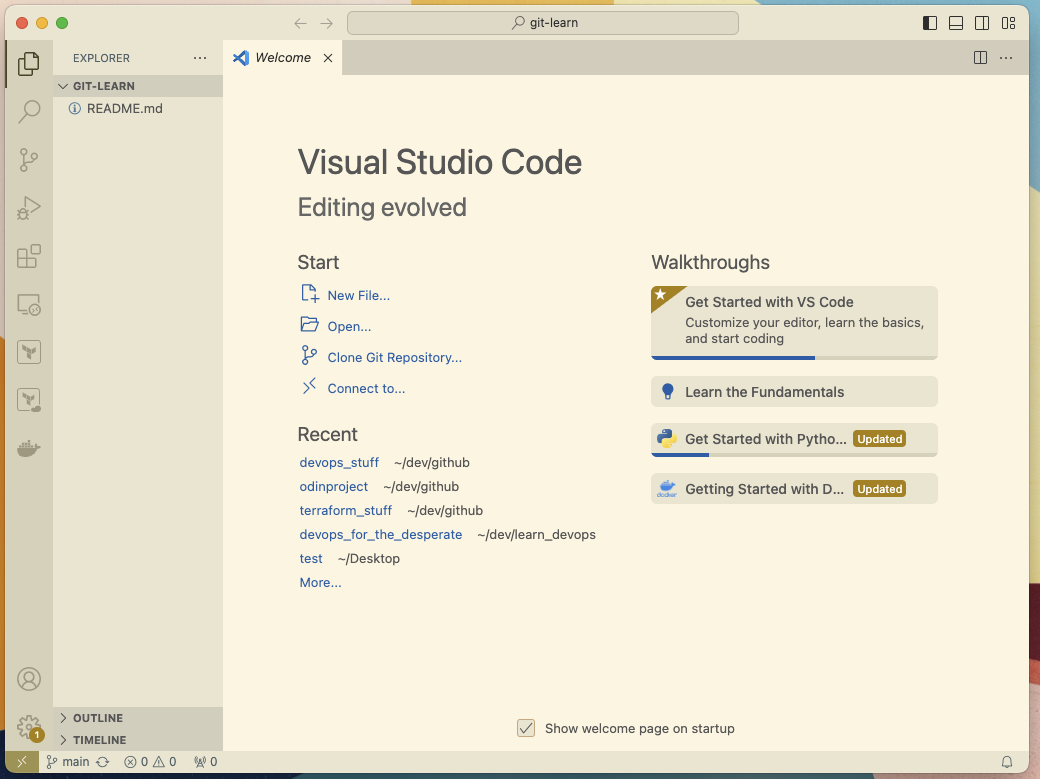 git-learn
EXPLORER
Welcome
GIT-LEARN
README.md
Visual Studio Code
Editing evolved
Start
New File...
Open...
Clone Git Repository...
Connect to...
Recent
devops_stuff ~/dev/github
odinproject ~/dev/github
terraform_stuff ~/dev/github
devops_for_the_desperate ~/dev/learn_devops
test ~/Desktop
More...
Walkthroughs
Get Started with VS Code
Customize your editor, learn the basics,
and start coding
Learn the Fundamentals
Get Started with Pytho... Updated
docker
Getting Started with D... Updated
Show welcome page on startup
OUTLINE
TIMELINE
1
main 0 0 0